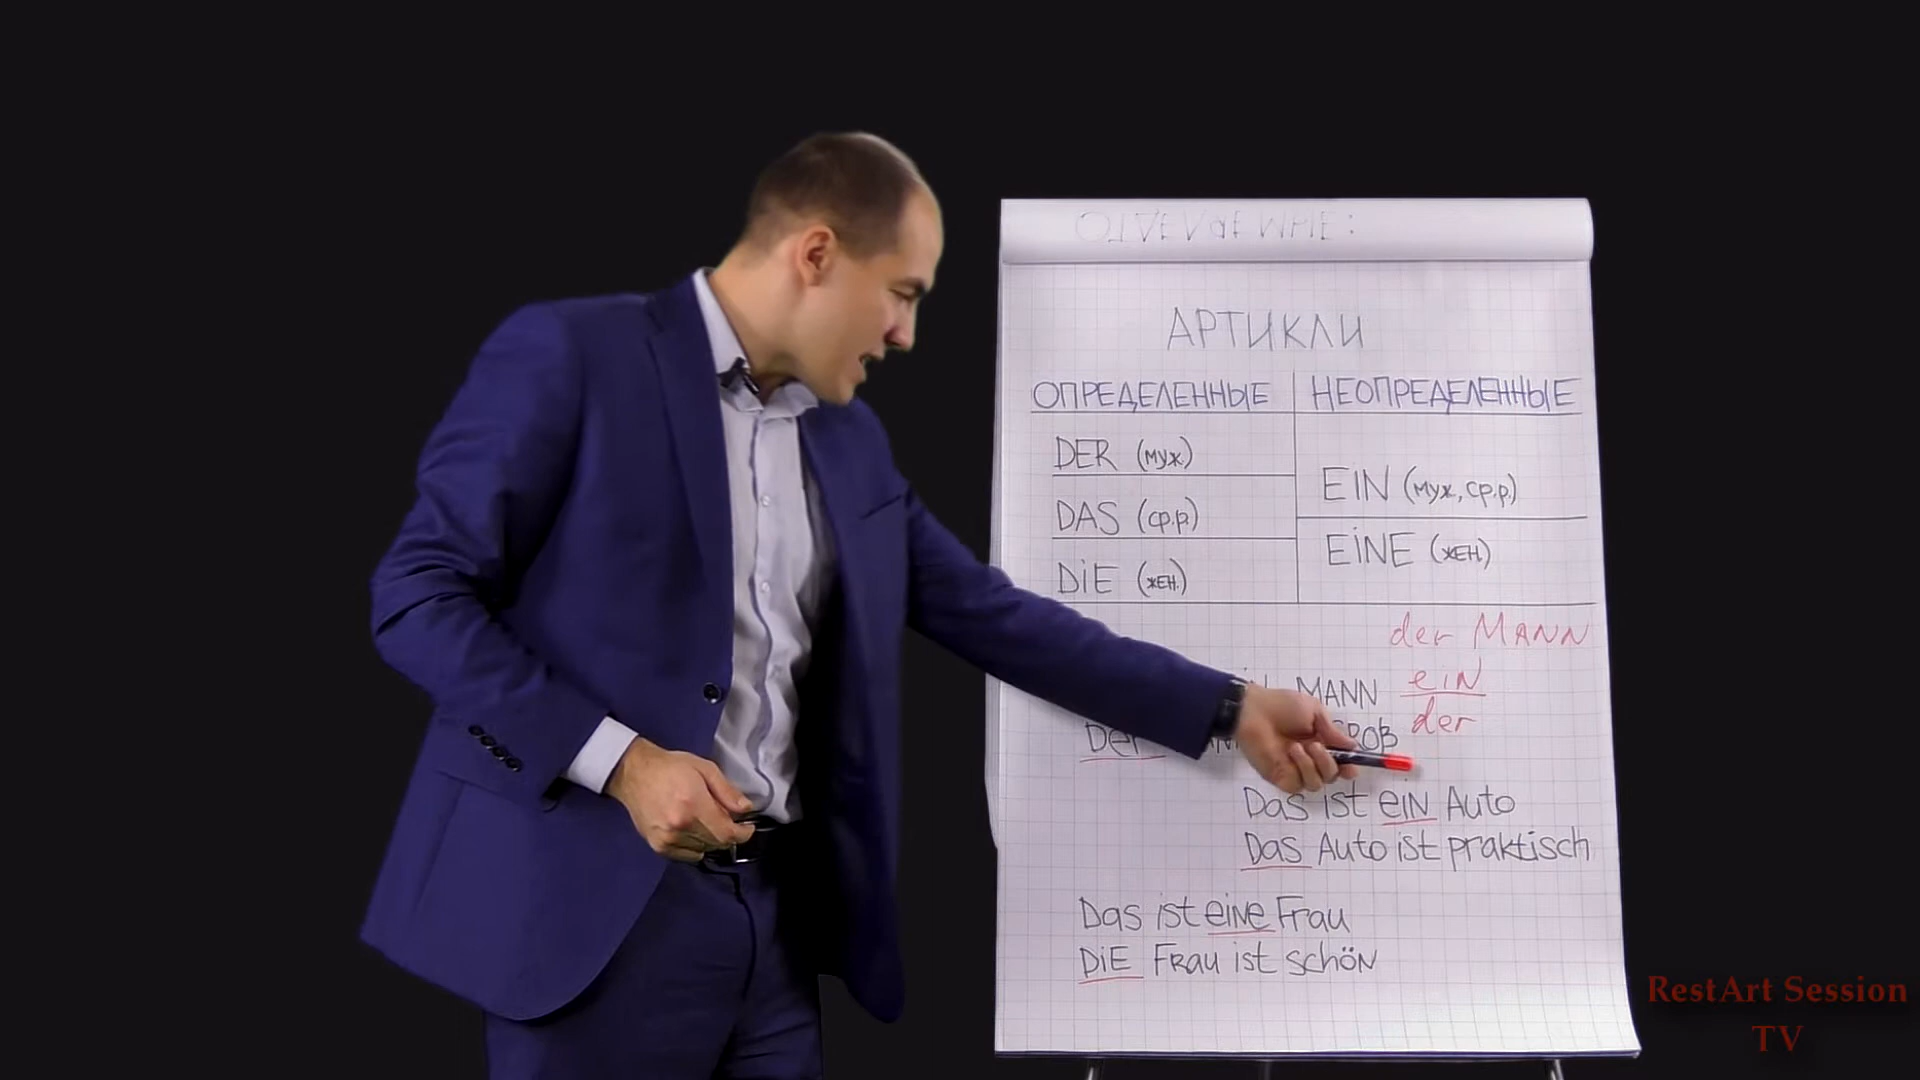 АРТИКЛИ
ОПРЕДЕЛЕННЫЕ НЕОПРЕДЕЛЕННЫЕ
DER (муж.)
EIN (муж., ср.р.)
DAS (ср.р.)
EINE (жен.)
DIE (жен.)
der MANN
MANN ein
Der der
Das ist ein Auto
Das Auto ist praktisch
Das ist eine Frau
Die Frau ist schön
RestArt Session
TV